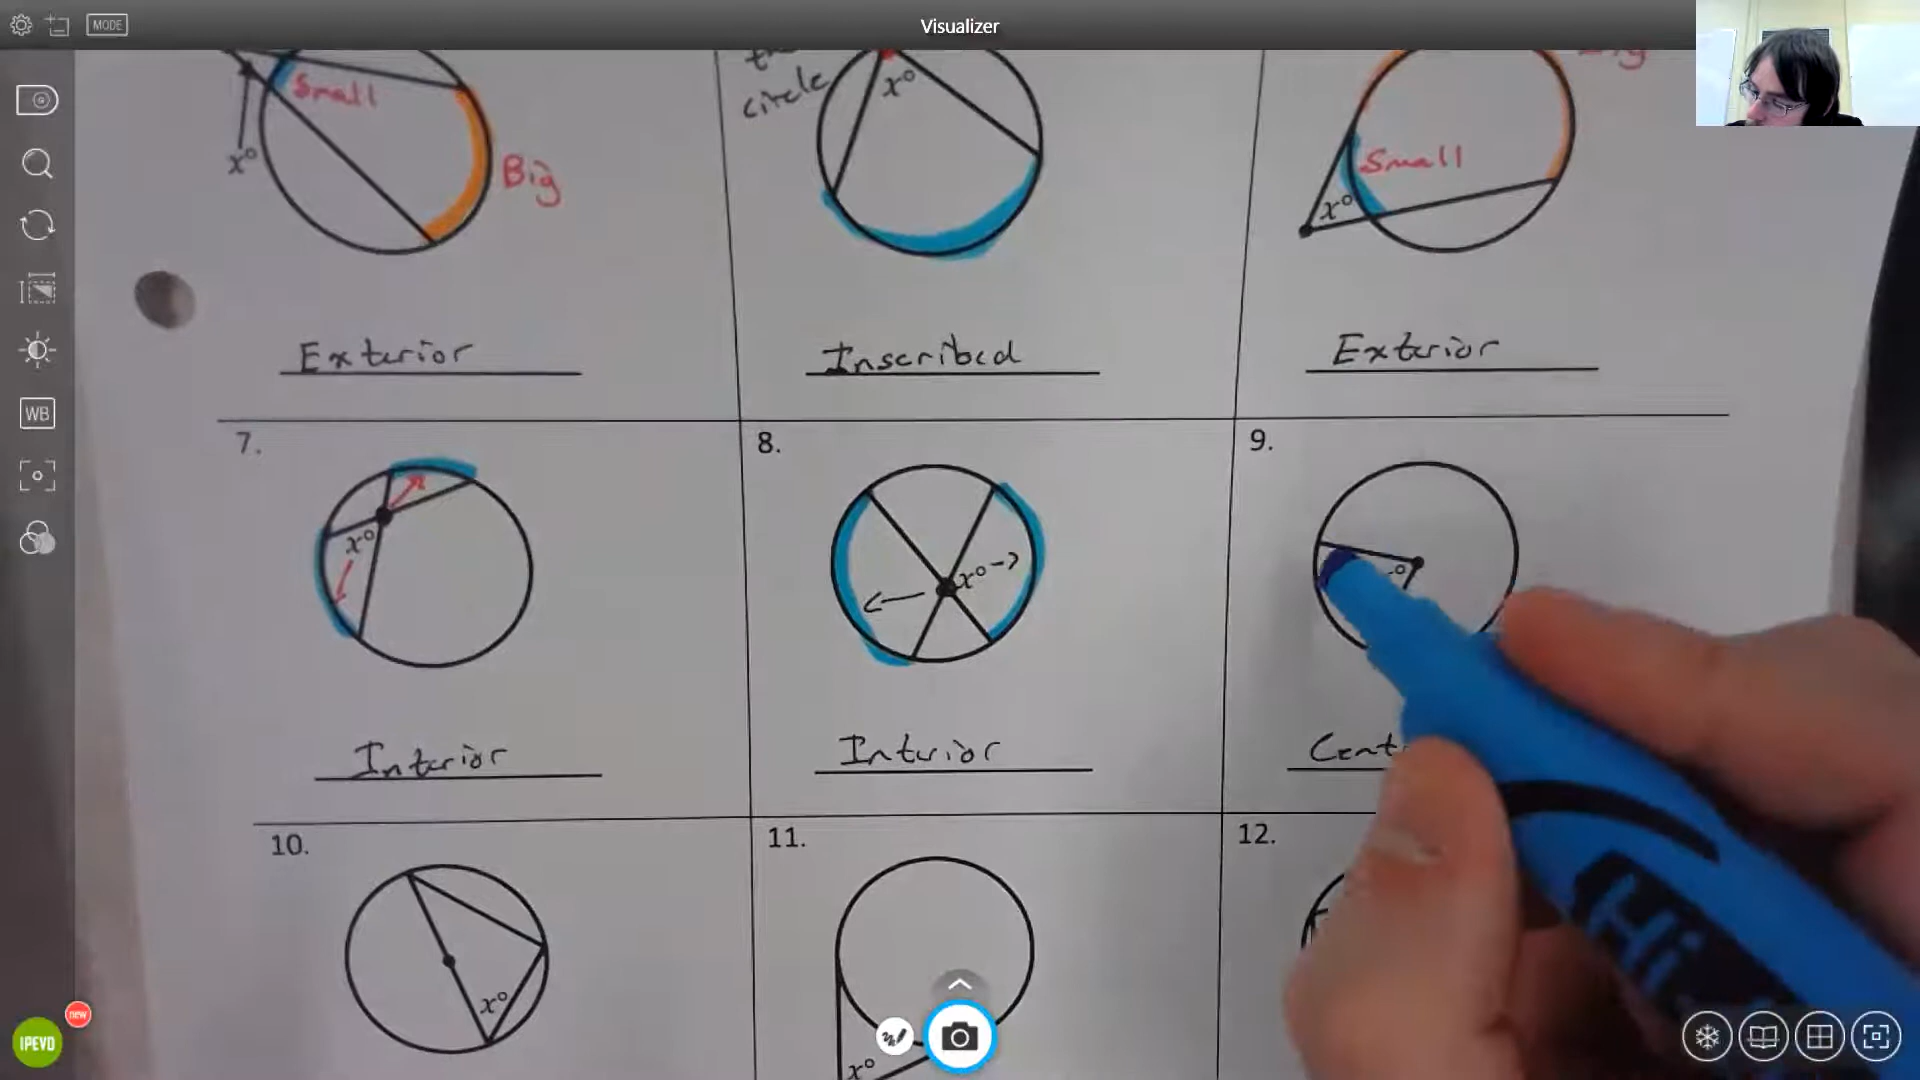 MODE
Visualizer
Small
Big
x°
circle
x°
Small
x°
Exterior
Inscribed
Exterior
7.
8.
9.
x°
x°
Interior
Interior
10.
11.
12.
x°
x°
Hi
WB
new
IPEVO